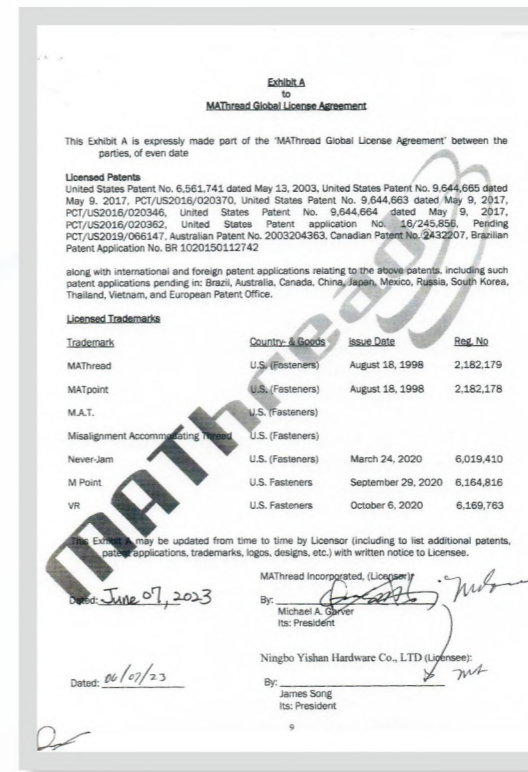 Exhibit A
to
MAThread Global License Agreement
This Exhibit A is expressly made part of the 'MAThread Global License Agreement' between the
parties, of even date
Licensed Patents
United States Patent No. 6,561,741 dated May 13, 2003, United States Patent No. 9,644,665 dated
May 9. 2017, PCT/US2016/020370, United States Patent No. 9,644,663 dated May 9, 2017,
PCT/US2016/020346, United States Patent No. 9,644,664 dated May 9, 2017,
PCT/US2016/020362, United States Patent application No. 16/245,856, Pending
PCT/US2019/066147, Australian Patent No. 2003204363, Canadian Patent No. 2432207, Brazilian
Patent Application No. BR 1020150112742
along with international and foreign patent applications relating to the above patents, including such
patent applications pending in: Brazil, Australia, Canada, China, Japan, Mexico, Russia, South Korea,
Thailand, Vietnam, and European Patent Office.
Licensed Trademarks
Trademark Country & Goods Issue Date Reg. No
MAThread U.S. (Fasteners) August 18, 1998 2,182,179
MATpoint U.S. (Fasteners) August 18, 1998 2,182,178
M.A.T. U.S. (Fasteners)
Misalignment Accommodating Thread U.S. (Fasteners)
Never-Jam U.S. (Fasteners) March 24, 2020 6,019,410
M Point U.S. Fasteners September 29, 2020 6,164,816
VR U.S. Fasteners October 6, 2020 6,169,763
This Exhibit A may be updated from time to time by Licensor (including to list additional patents,
patent applications, trademarks, logos, designs, etc.) with written notice to Licensee.
MAThread Incorporated, (Licensor):
Dated: June 07, 2023 By:
Michael A. Garver
Its: President
Ningbo Yishan Hardware Co., LTD (Licensee):
Dated: 06/07/23 By:
James Song
Its: President
9
MAThread